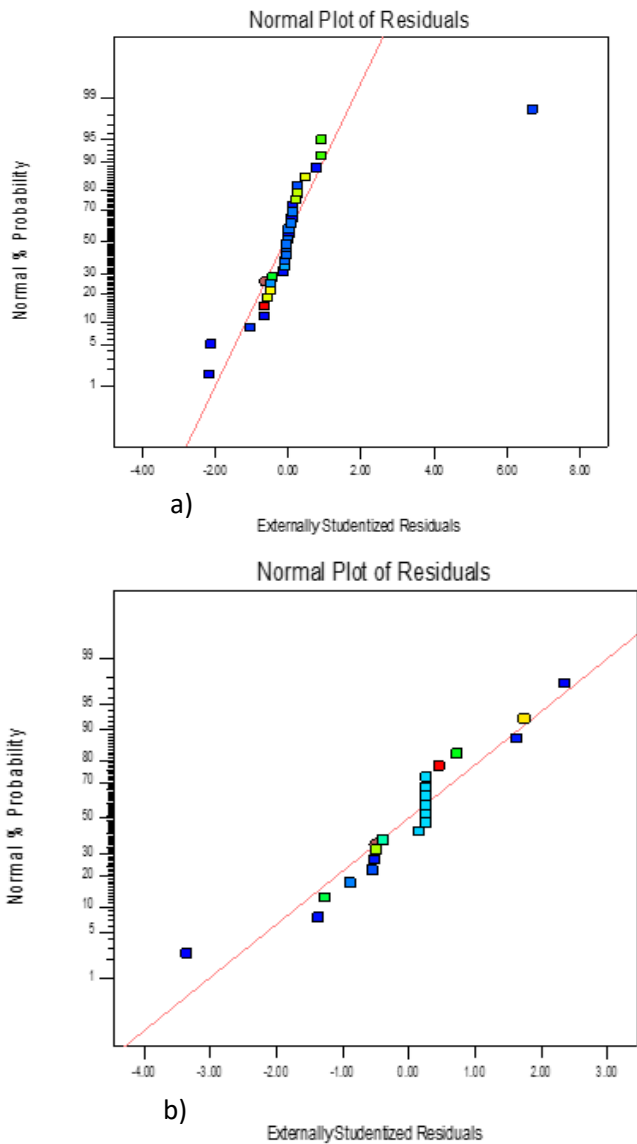 Normal Plot of Residuals
Normal % Probability
99
95
90
80
70
50
30
20
10
5
1
-4.00 -2.00 0.00 2.00 4.00 6.00 8.00
a)
Externally Studentized Residuals
Normal Plot of Residuals
Normal % Probability
99
95
90
80
70
50
30
20
10
5
1
-4.00 -3.00 -2.00 -1.00 0.00 1.00 2.00 3.00
b)
Externally Studentized Residuals